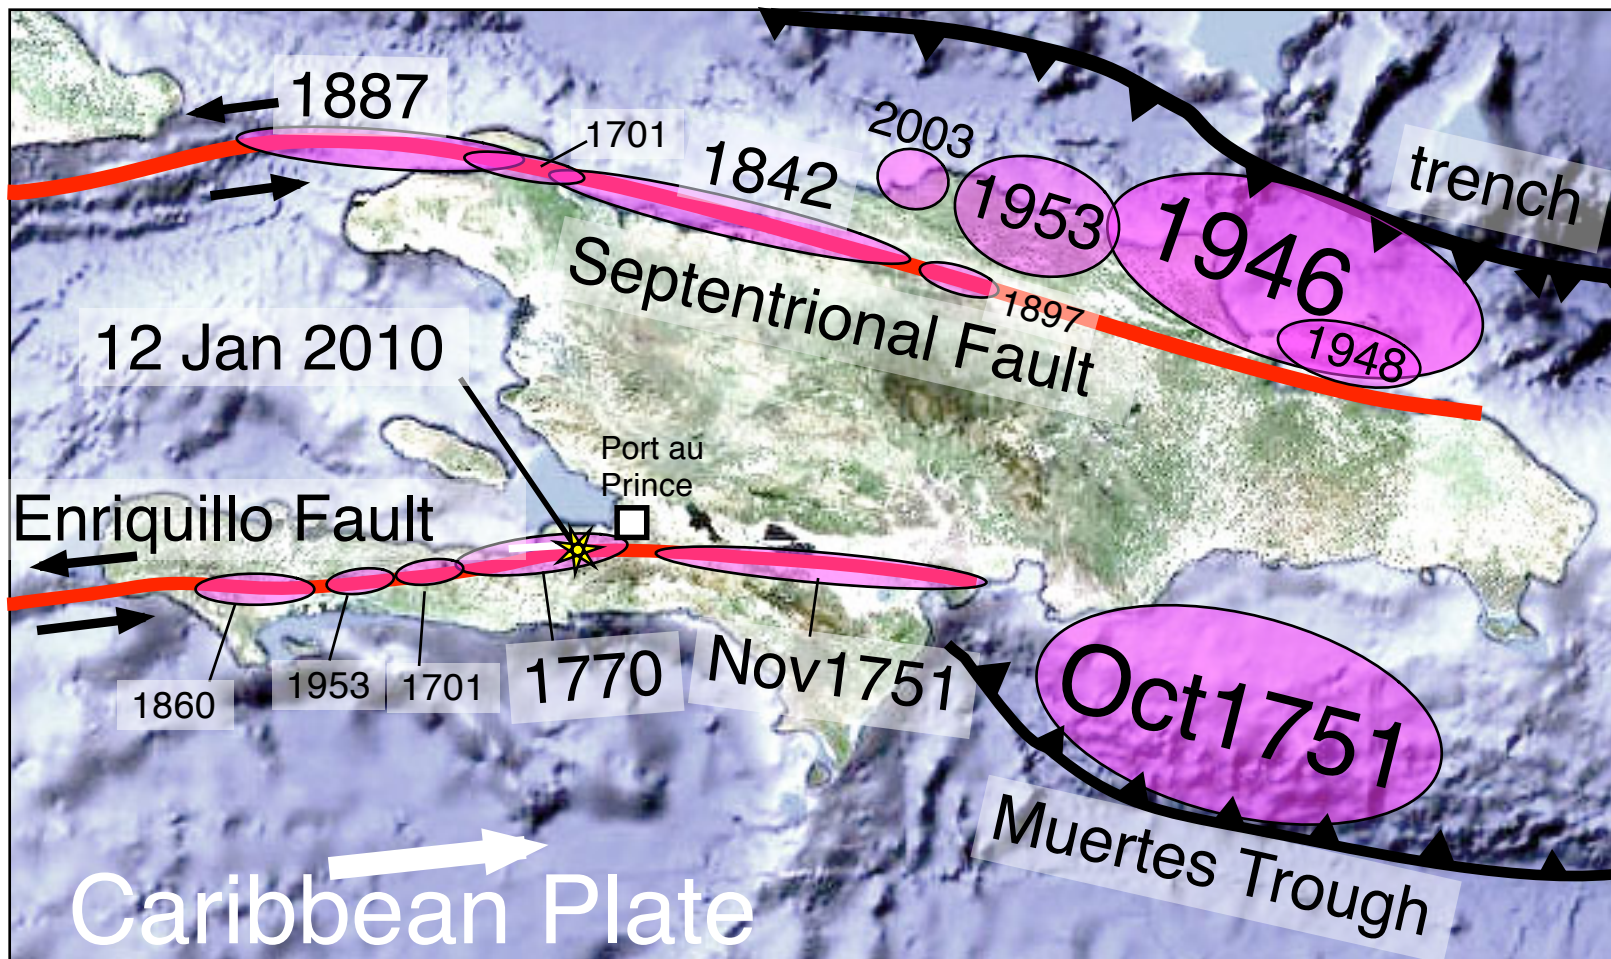 1887
1701
1842
2003
1953
1946
trench
Septentrional Fault
1897
1948
12 Jan 2010
Port au
Prince
Enriquillo Fault
1860
1953
1701
1770
Nov1751
Oct1751
Muertes Trough
Caribbean Plate